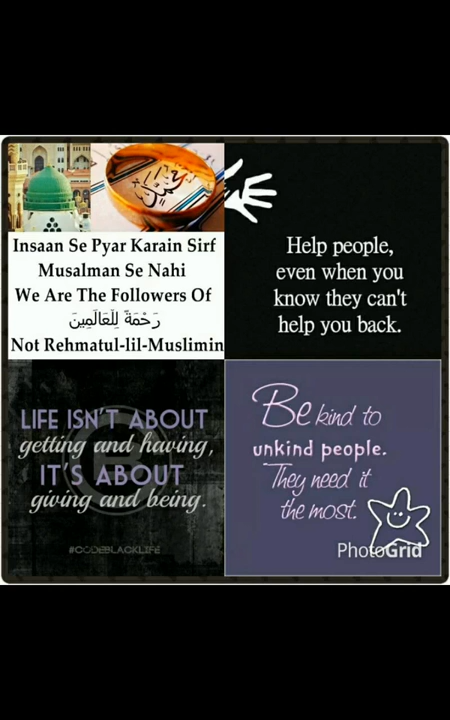 محمد
Insaan Se Pyar Karain Sirf
Musalman Se Nahi
We Are The Followers Of
رَحْمَةً لِّلْعَالَمِينَ
Not Rehmatul-lil-Muslimin
Help people,
even when you
know they can't
help you back.
LIFE ISN'T ABOUT
getting and having,
IT'S ABOUT
giving and being.
#CODEBLACKLIFE
Be kind to
unkind people.
They need it
the most.
PhotoGrid